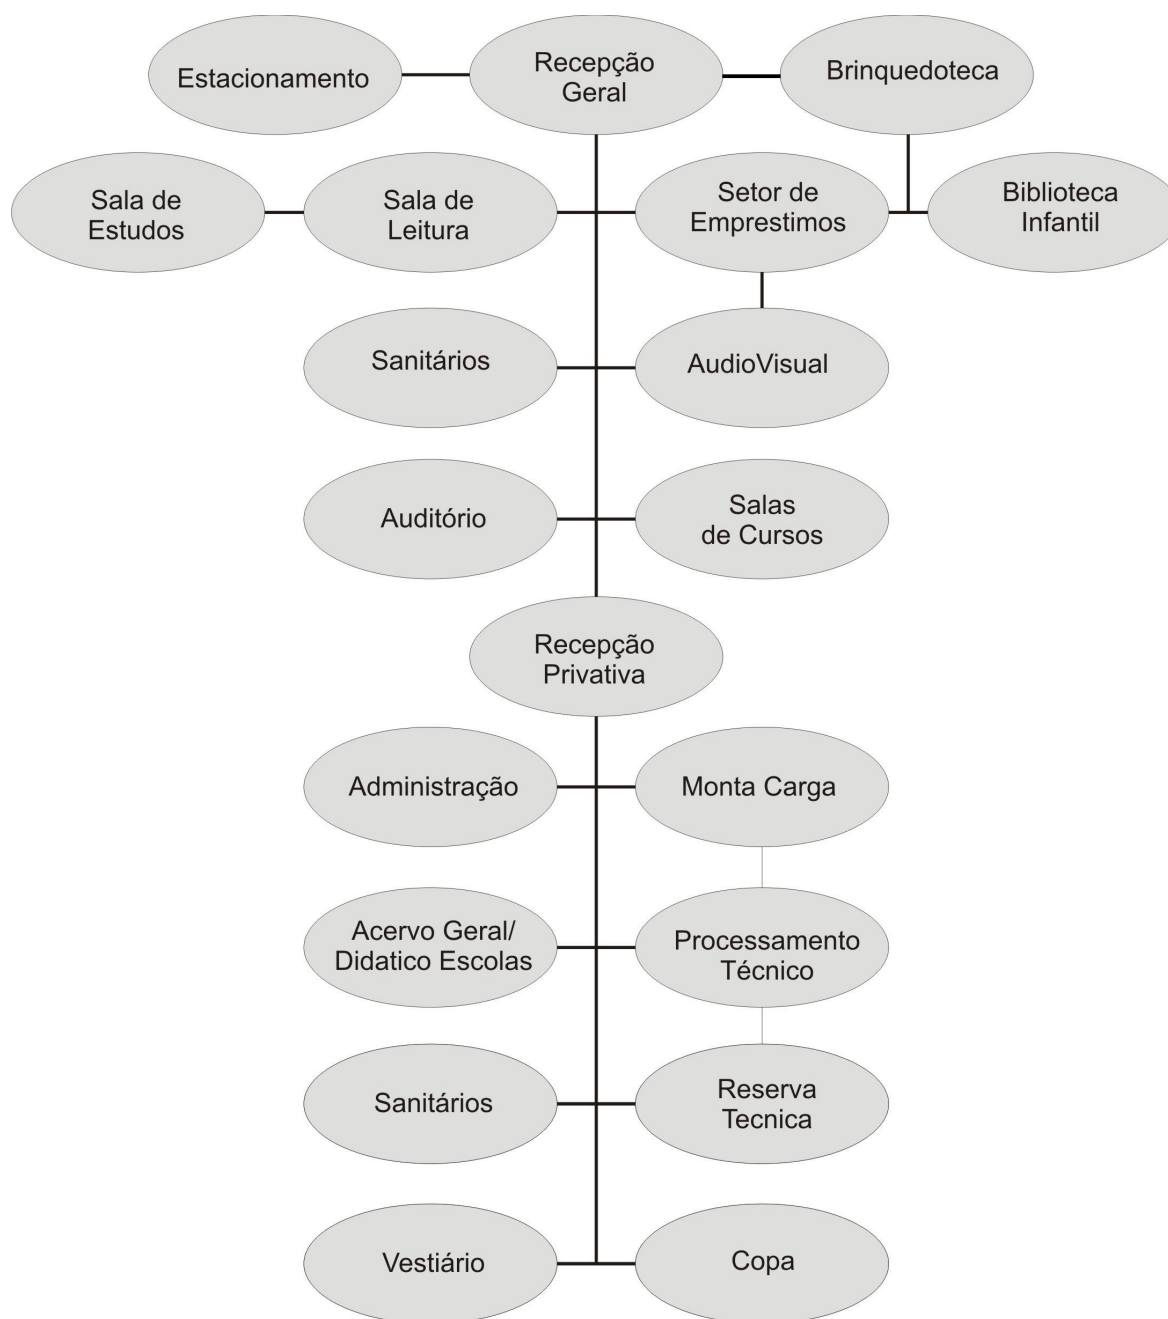 Estacionamento
Recepção
Geral
Brinquedoteca
Sala de
Estudos
Sala de
Leitura
Setor de
Emprestimos
Biblioteca
Infantil
Sanitários
AudioVisual
Auditório
Salas
de Cursos
Recepção
Privativa
Administração
Monta Carga
Acervo Geral/
Didatico Escolas
Processamento
Técnico
Sanitários
Reserva
Tecnica
Vestiário
Copa